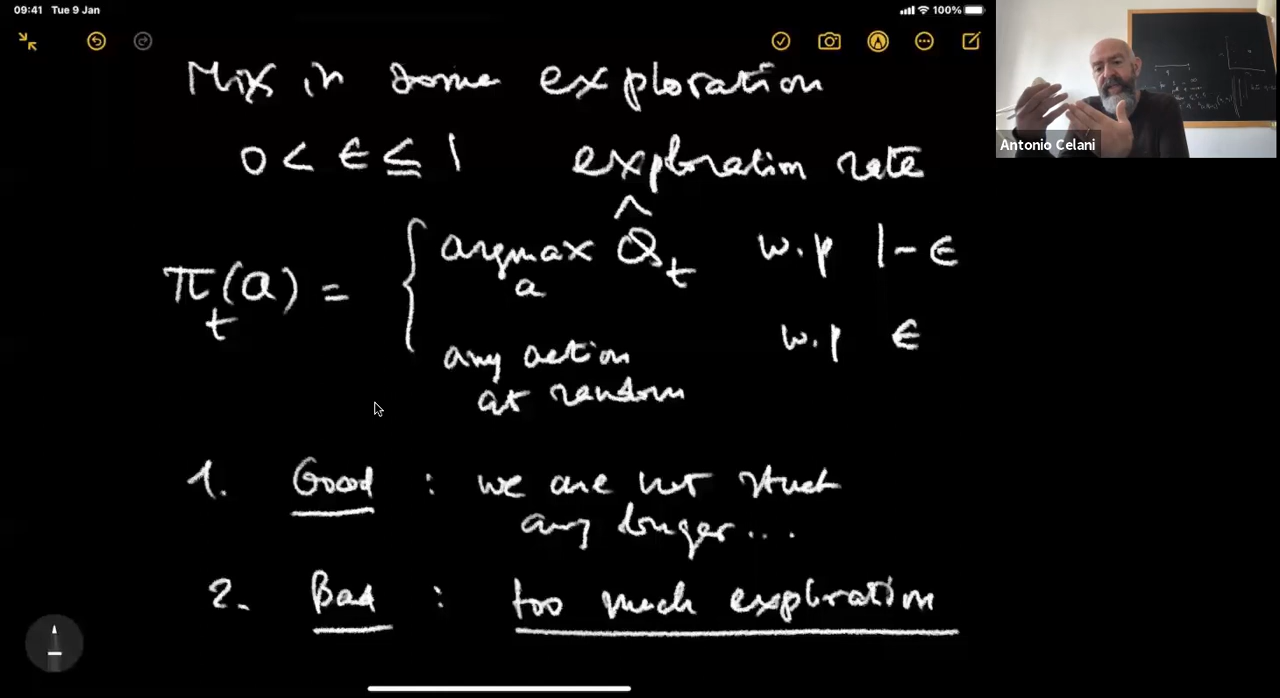 09:41 Tue 9 Jan
100%
Mix in some exploration
0 < ϵ ≤ 1 exploration rate
π_t(a) = { argmax_a Q̂_t w.p 1-ϵ
any action w.p ϵ
at random
1. Good : we are not stuck
any longer...
2. Bad : too much exploration
Antonio Celani